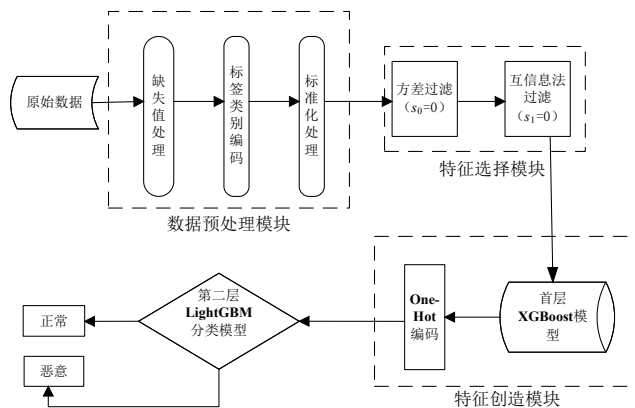 原始数据
缺失值处理
标签类别编码
标准化处理
数据预处理模块
方差过滤
（s₀=0）
互信息法
过滤
（s₁=0）
特征选择模块
首层
XGBoost模
型
One-
Hot
编码
特征创造模块
第二层
LightGBM
分类模型
正常
恶意